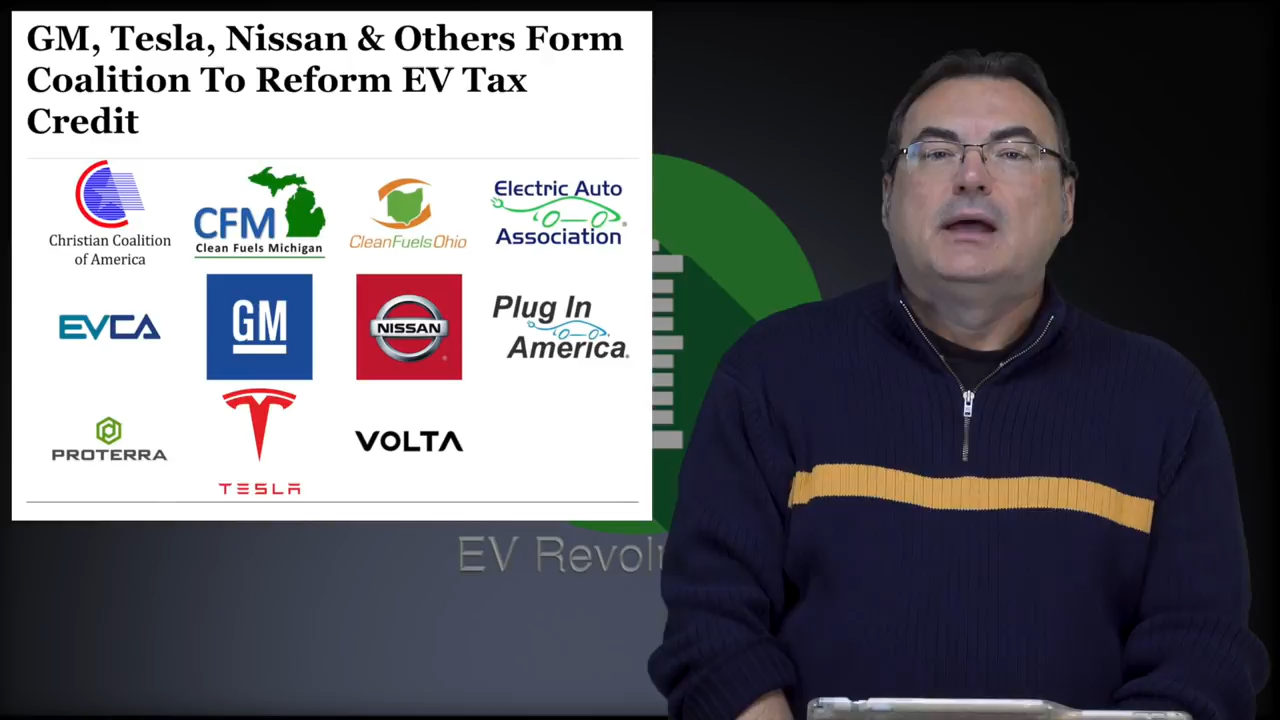 GM, Tesla, Nissan & Others Form
Coalition To Reform EV Tax
Credit
Christian Coalition
of America
CFM
Clean Fuels Michigan
CleanFuelsOhio
Electric Auto
Association
EVCA
GM
NISSAN
Plug In
America.
PROTERRA
TESLA
VOLTA
EV Revol